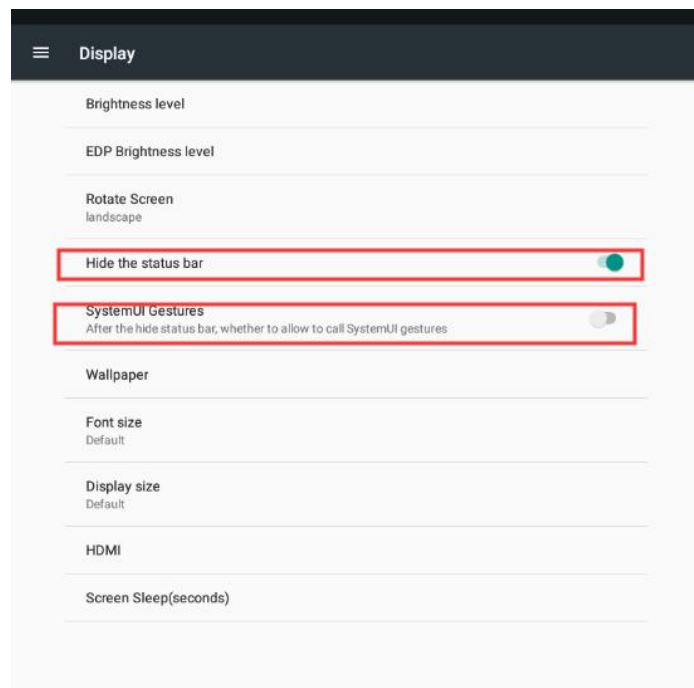 Display
Brightness level
EDP Brightness level
Rotate Screen
landscape
Hide the status bar
SystemUI Gestures
After the hide status bar, whether to allow to call SystemUI gestures
Wallpaper
Font size
Default
Display size
Default
HDMI
Screen Sleep(seconds)